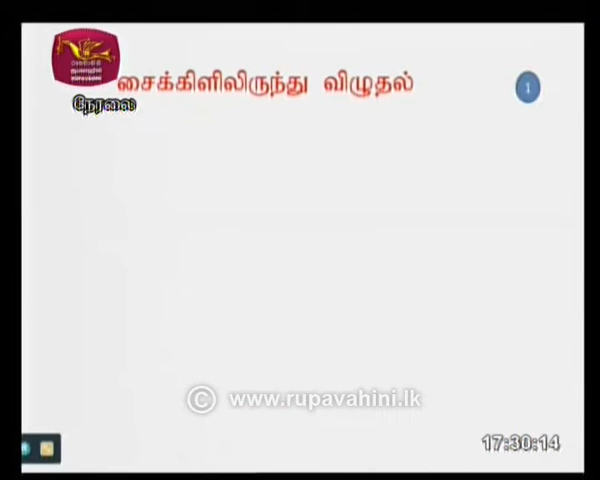 சைக்கிளிலிருந்து விழுதல்
1
நேரலை
© www.rupavahini.lk
17:30:14